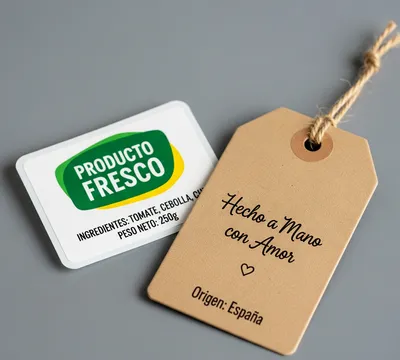 PRODUCTO
FRESCO
INGREDIENTES: TOMATE, CEBOLLA,
PESO NETO: 250g
Hecho a Mano
con Amor
Origen: España